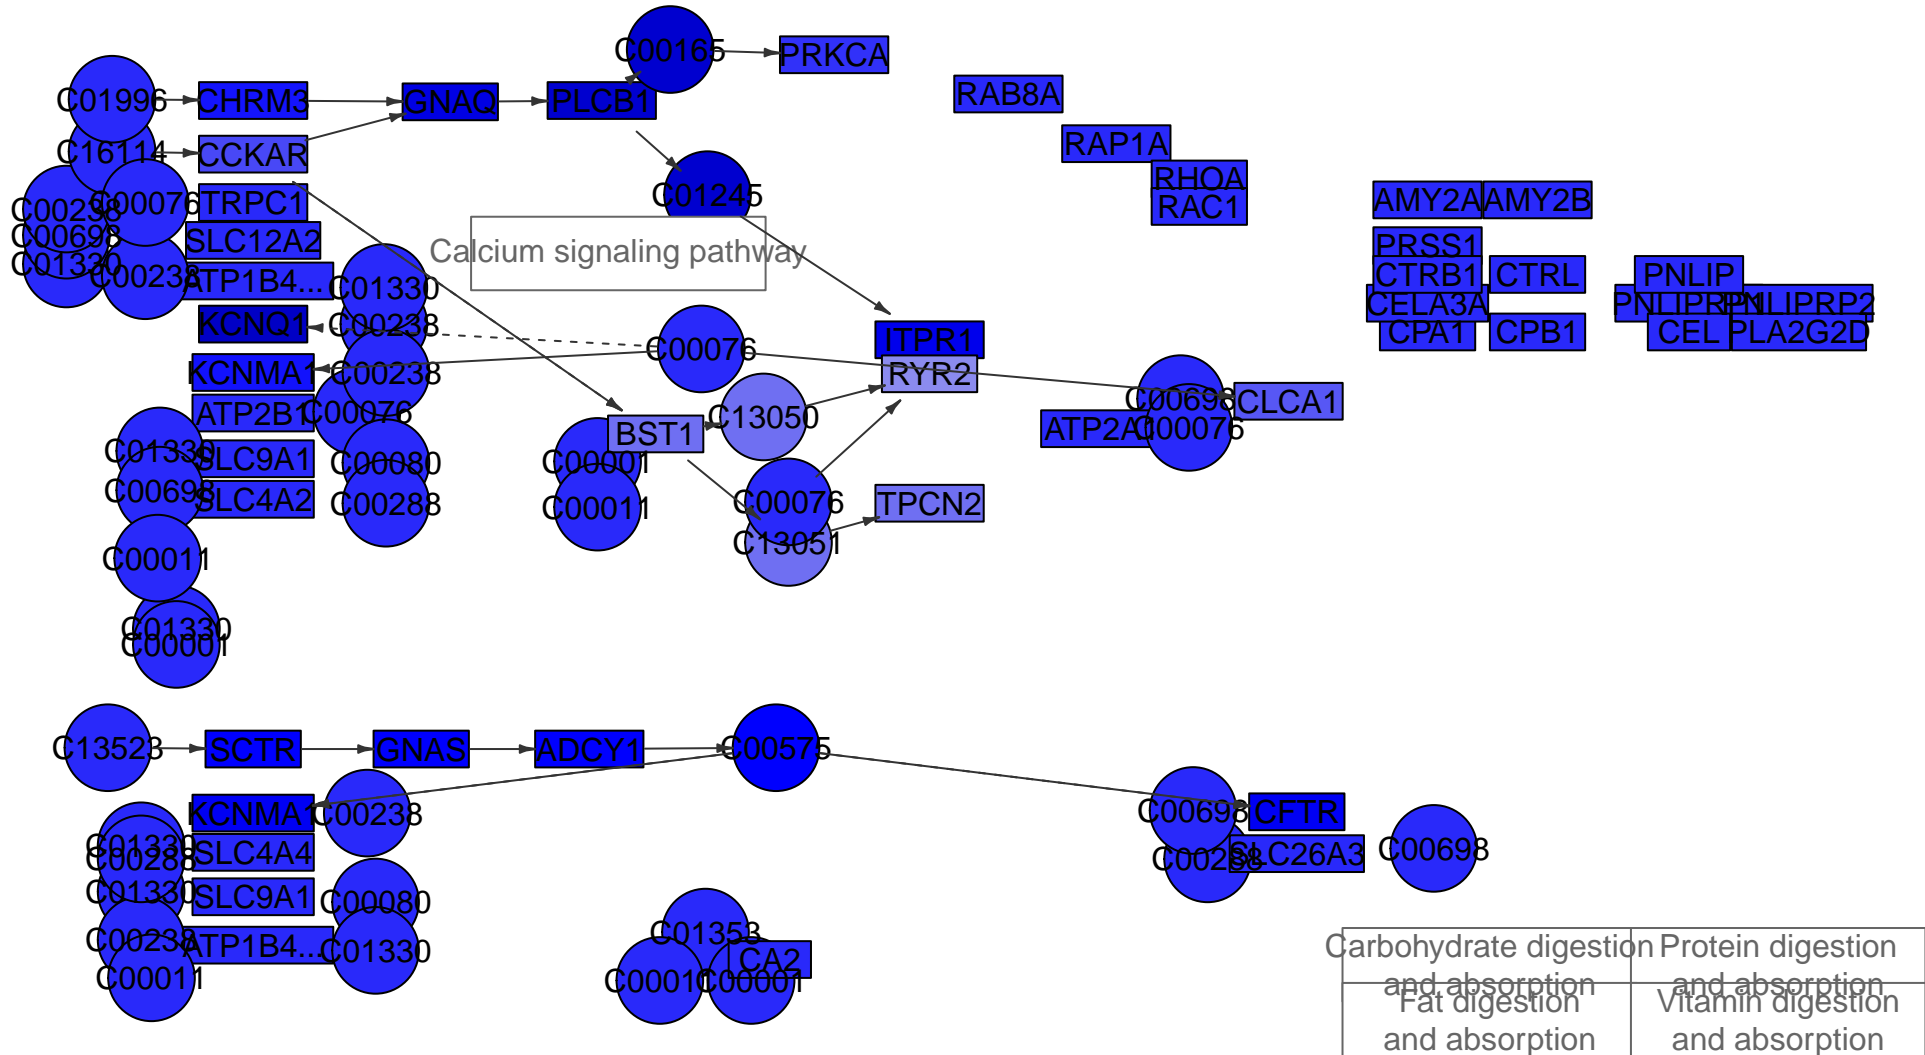 C00165
PRKCA
C01996
CHRM3
GNAQ
PLCB1
RAB8A
C16114
CCKAR
RAP1A
RHOA
RAC1
C00238
C00076
TRPC1
C01245
AMY2A
AMY2B
C00698
SLC12A2
Calcium signaling pathway
PRSS1
C01330
C00238
ATP1B4...
C01330
CTRB1
CTRL
PNLIP
CELA3A
PNLIPRP1
PNLIPRP2
KCNQ1
C00238
C00076
ITPR1
CPA1
CPB1
CEL
PLA2G2D
KCNMA1
C00238
RYR2
ATP2B1
C00076
C13050
C00698
CLCA1
BST1
ATP2A
C00076
C01330
SLC9A1
C00080
C00001
C00698
SLC4A2
C00288
C00011
C00076
TPCN2
C13051
C00011
C01330
C00001
C13523
SCTR
GNAS
ADCY1
C00575
KCNMA1
C00238
C00698
CFTR
C01330
C00288
SLC4A4
C00288
SLC26A3
C00698
C01330
SLC9A1
C00080
C01353
C00238
ATP1B4...
C01330
CA2
C00011
C00011
C00001
Carbohydrate digestion
and absorption
Protein digestion
and absorption
Fat digestion
and absorption
Vitamin digestion
and absorption